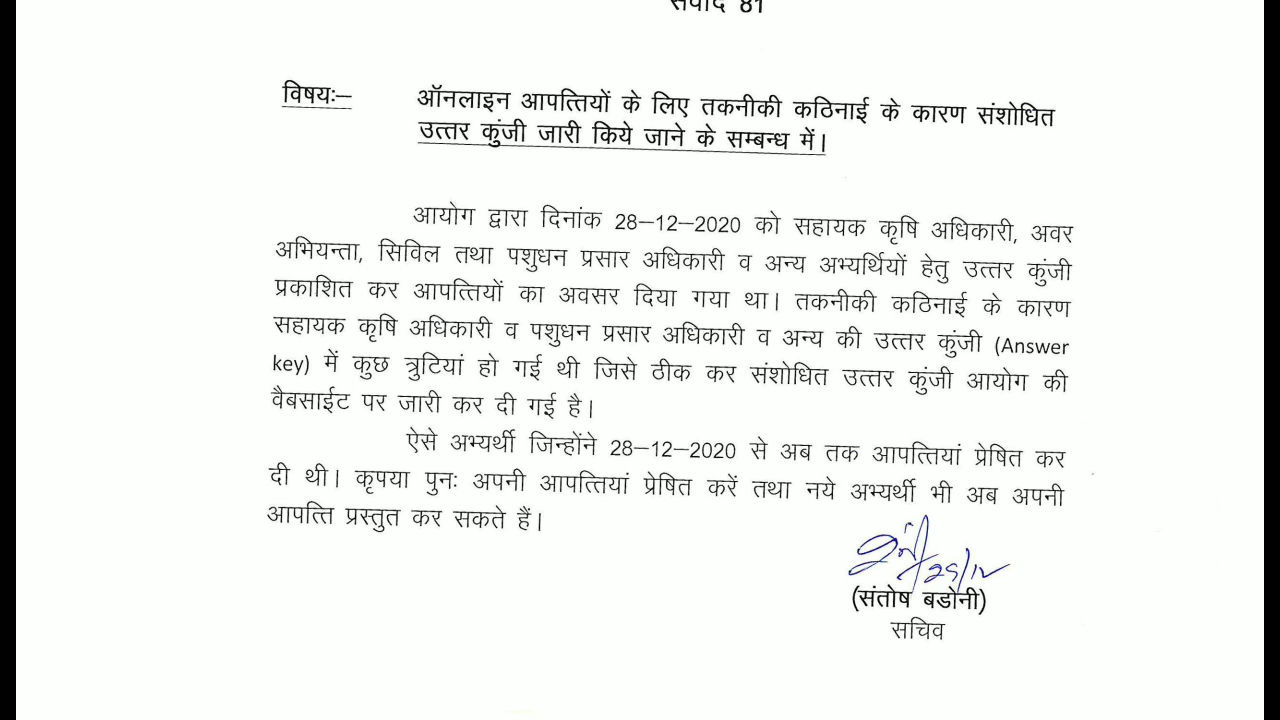 संवाद 81
विषयः– ऑनलाइन आपत्तियों के लिए तकनीकी कठिनाई के कारण संशोधित
उत्तर कुंजी जारी किये जाने के सम्बन्ध में।
आयोग द्वारा दिनांक 28–12–2020 को सहायक कृषि अधिकारी, अवर
अभियन्ता, सिविल तथा पशुधन प्रसार अधिकारी व अन्य अभ्यर्थियों हेतु उत्तर कुंजी
प्रकाशित कर आपत्तियों का अवसर दिया गया था। तकनीकी कठिनाई के कारण
सहायक कृषि अधिकारी व पशुधन प्रसार अधिकारी व अन्य की उत्तर कुंजी (Answer
key) में कुछ त्रुटियां हो गई थी जिसे ठीक कर संशोधित उत्तर कुंजी आयोग की
वैबसाईट पर जारी कर दी गई है।
ऐसे अभ्यर्थी जिन्होंने 28–12–2020 से अब तक आपत्तियां प्रेषित कर
दी थी। कृपया पुनः अपनी आपत्तियां प्रेषित करें तथा नये अभ्यर्थी भी अब अपनी
आपत्ति प्रस्तुत कर सकते हैं।
29/12
(संतोष बडोनी)
सचिव